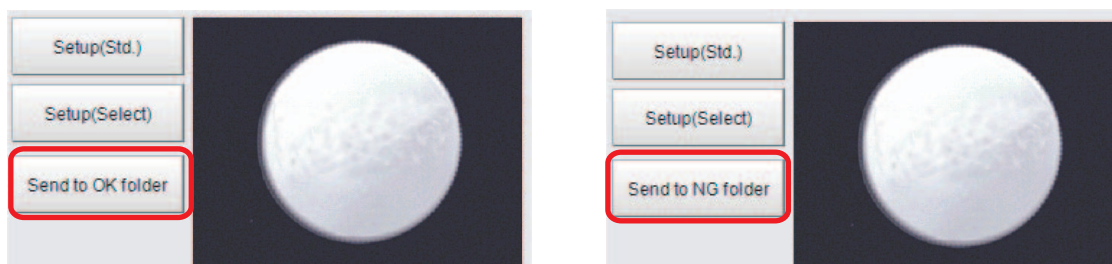 Setup(Std.)
Setup(Select)
Send to OK folder
Setup(Std.)
Setup(Select)
Send to NG folder